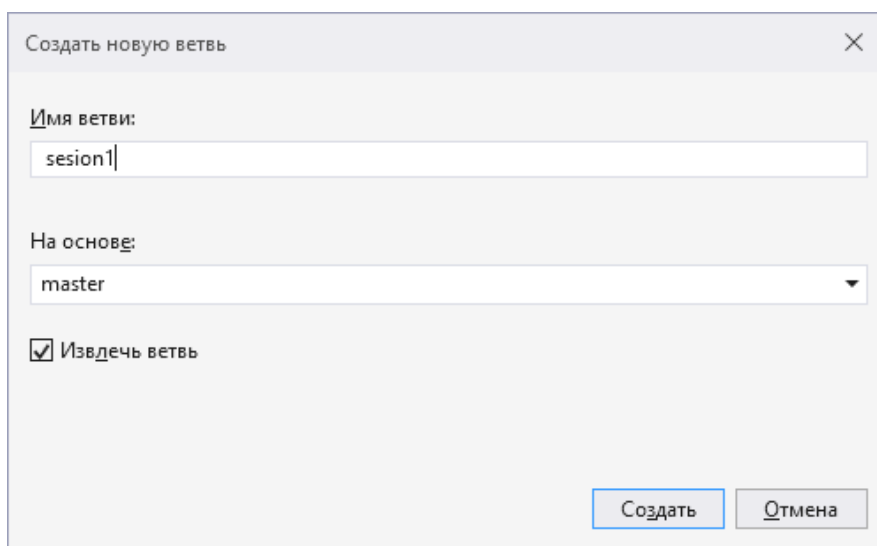 Создать новую ветвь
Имя ветви:
sesion1
На основе:
master
Извлечь ветвь
Создать
Отмена